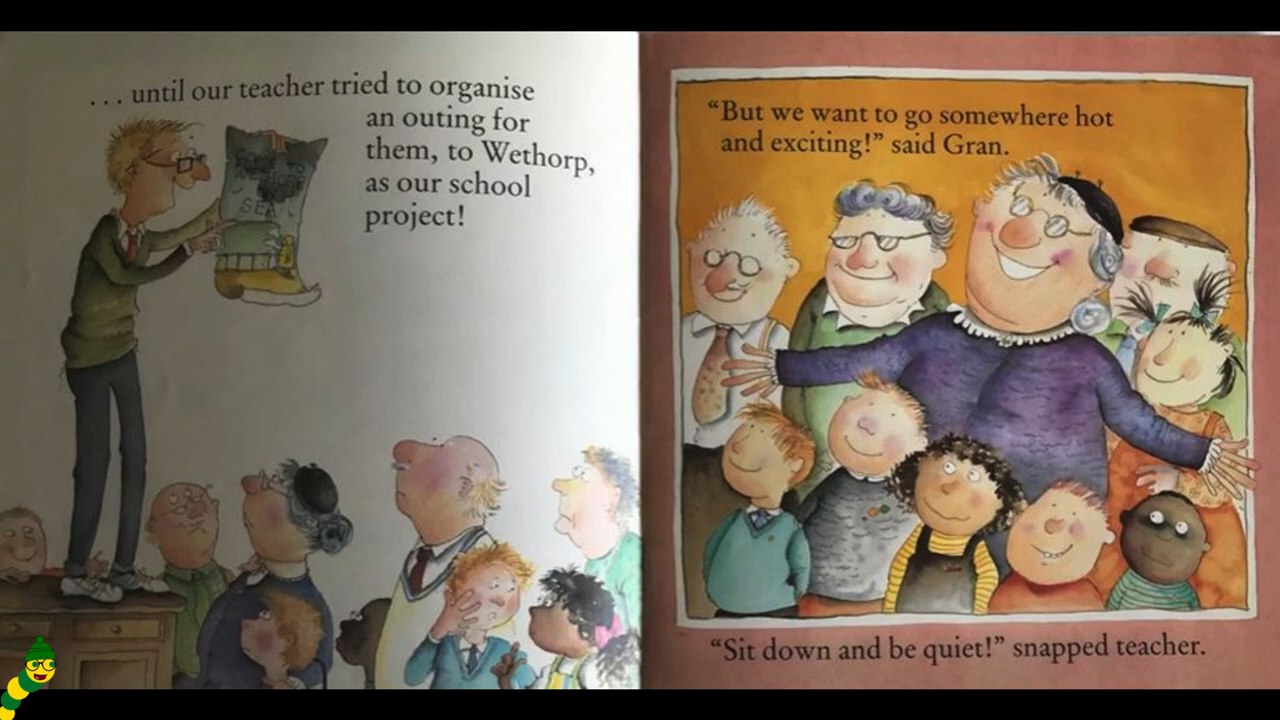 . . . until our teacher tried to organise
an outing for
them, to Wethorp,
as our school
project!
SEA
“But we want to go somewhere hot
and exciting!” said Gran.
“Sit down and be quiet!” snapped teacher.